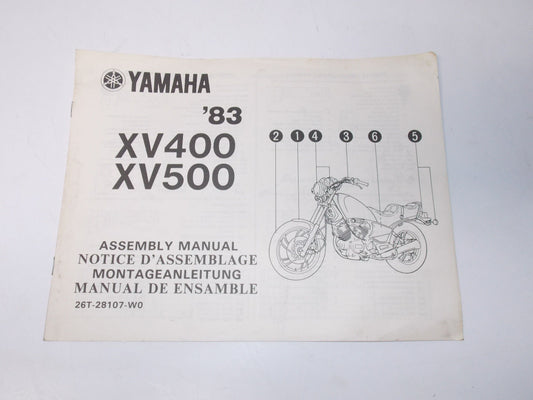 YAMAHA
'83
XV400
XV500
2 1 4 3 6 5
ASSEMBLY MANUAL
NOTICE D'ASSEMBLAGE
MONTAGEANLEITUNG
MANUAL DE ENSAMBLE
26T-28107-W0